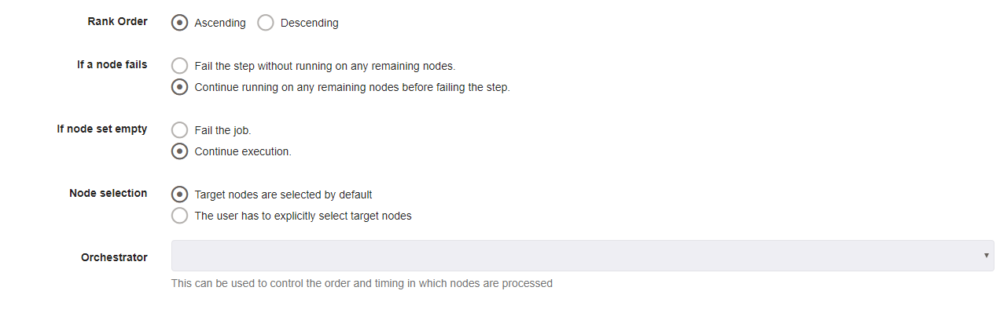 Rank Order Ascending Descending
If a node fails Fail the step without running on any remaining nodes.
Continue running on any remaining nodes before failing the step.
If node set empty Fail the job.
Continue execution.
Node selection Target nodes are selected by default
The user has to explicitly select target nodes
Orchestrator
This can be used to control the order and timing in which nodes are processed